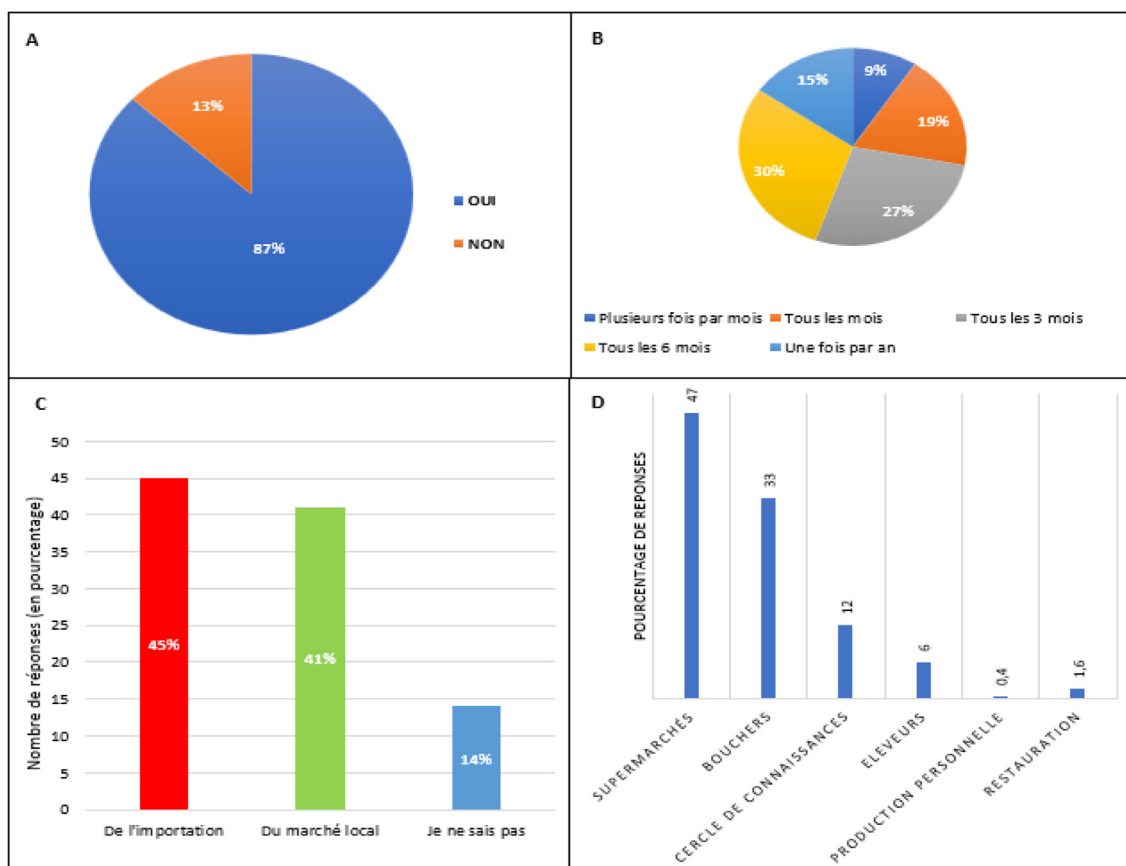 A
13%
87%
OUI
NON
B
9%
15%
19%
30%
27%
Plusieurs fois par mois
Tous les mois
Tous les 3 mois
Tous les 6 mois
Une fois par an
C
Nombre de réponses (en pourcentage)
50
45
40
35
30
25
20
15
10
5
0
45%
41%
14%
De l'importation
Du marché local
Je ne sais pas
D
POURCENTAGE DE REPONSES
47
33
12
6
0,4
1,6
SUPERMARCHÉS
BOUCHERS
CERCLE DE CONNAISSANCES
ELEVEURS
PRODUCTION PERSONNELLE
RESTAURATION